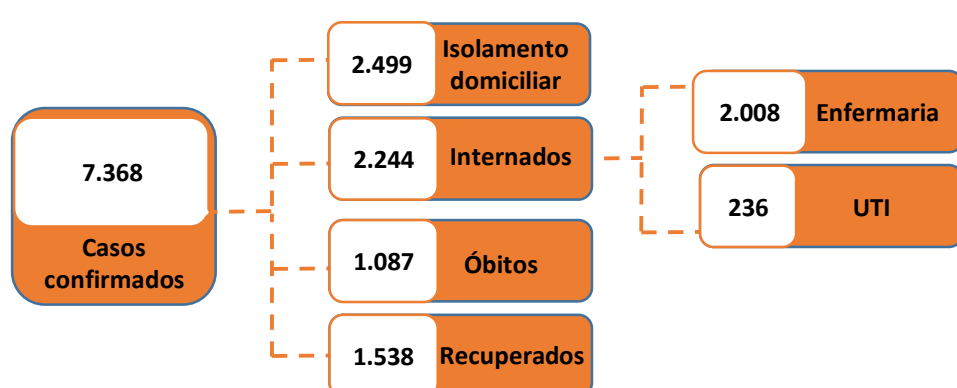 7.368
Casos
confirmados
2.499
Isolamento
domiciliar
2.244
Internados
1.087
Óbitos
1.538
Recuperados
2.008
Enfermaria
236
UTI